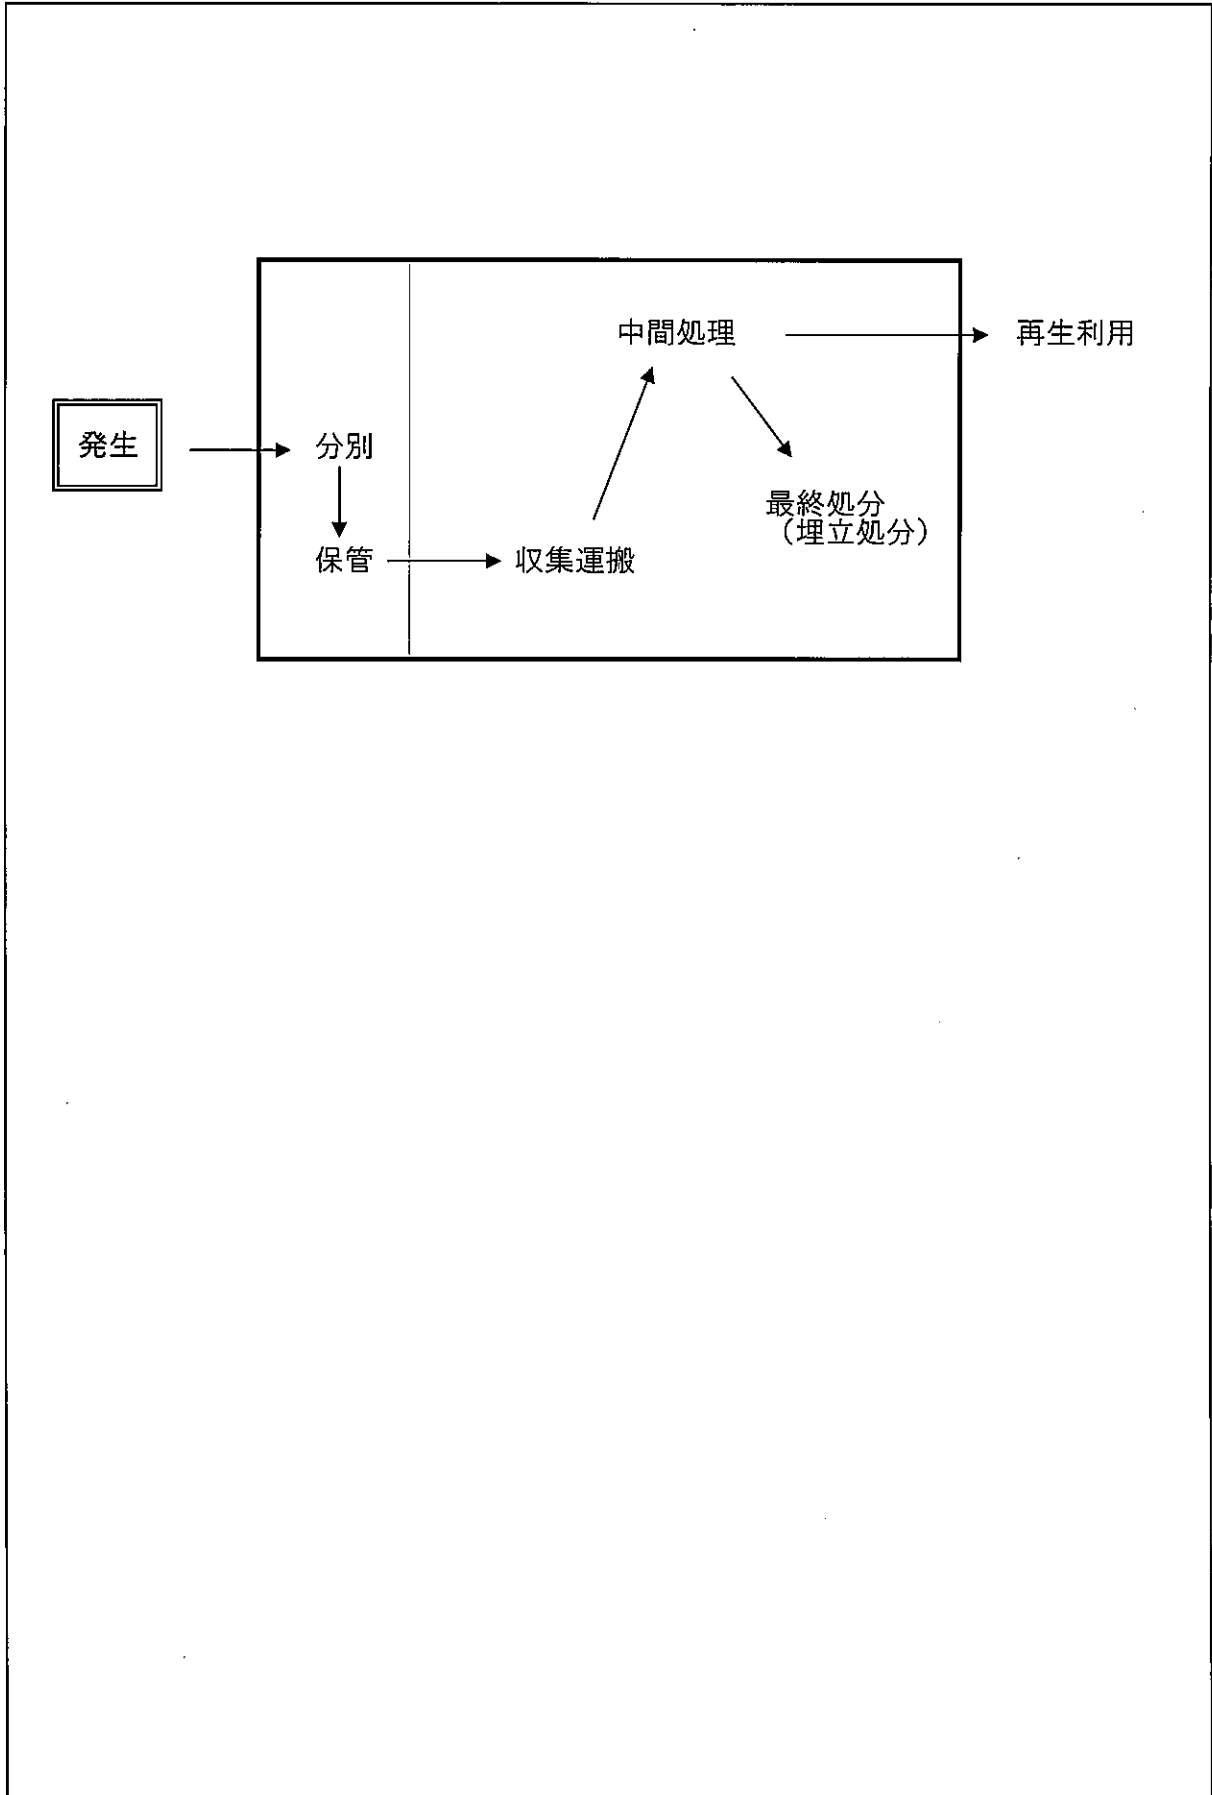 中間処理
再生利用
発生
分別
最終処分
（埋立処分）
保管
収集運搬